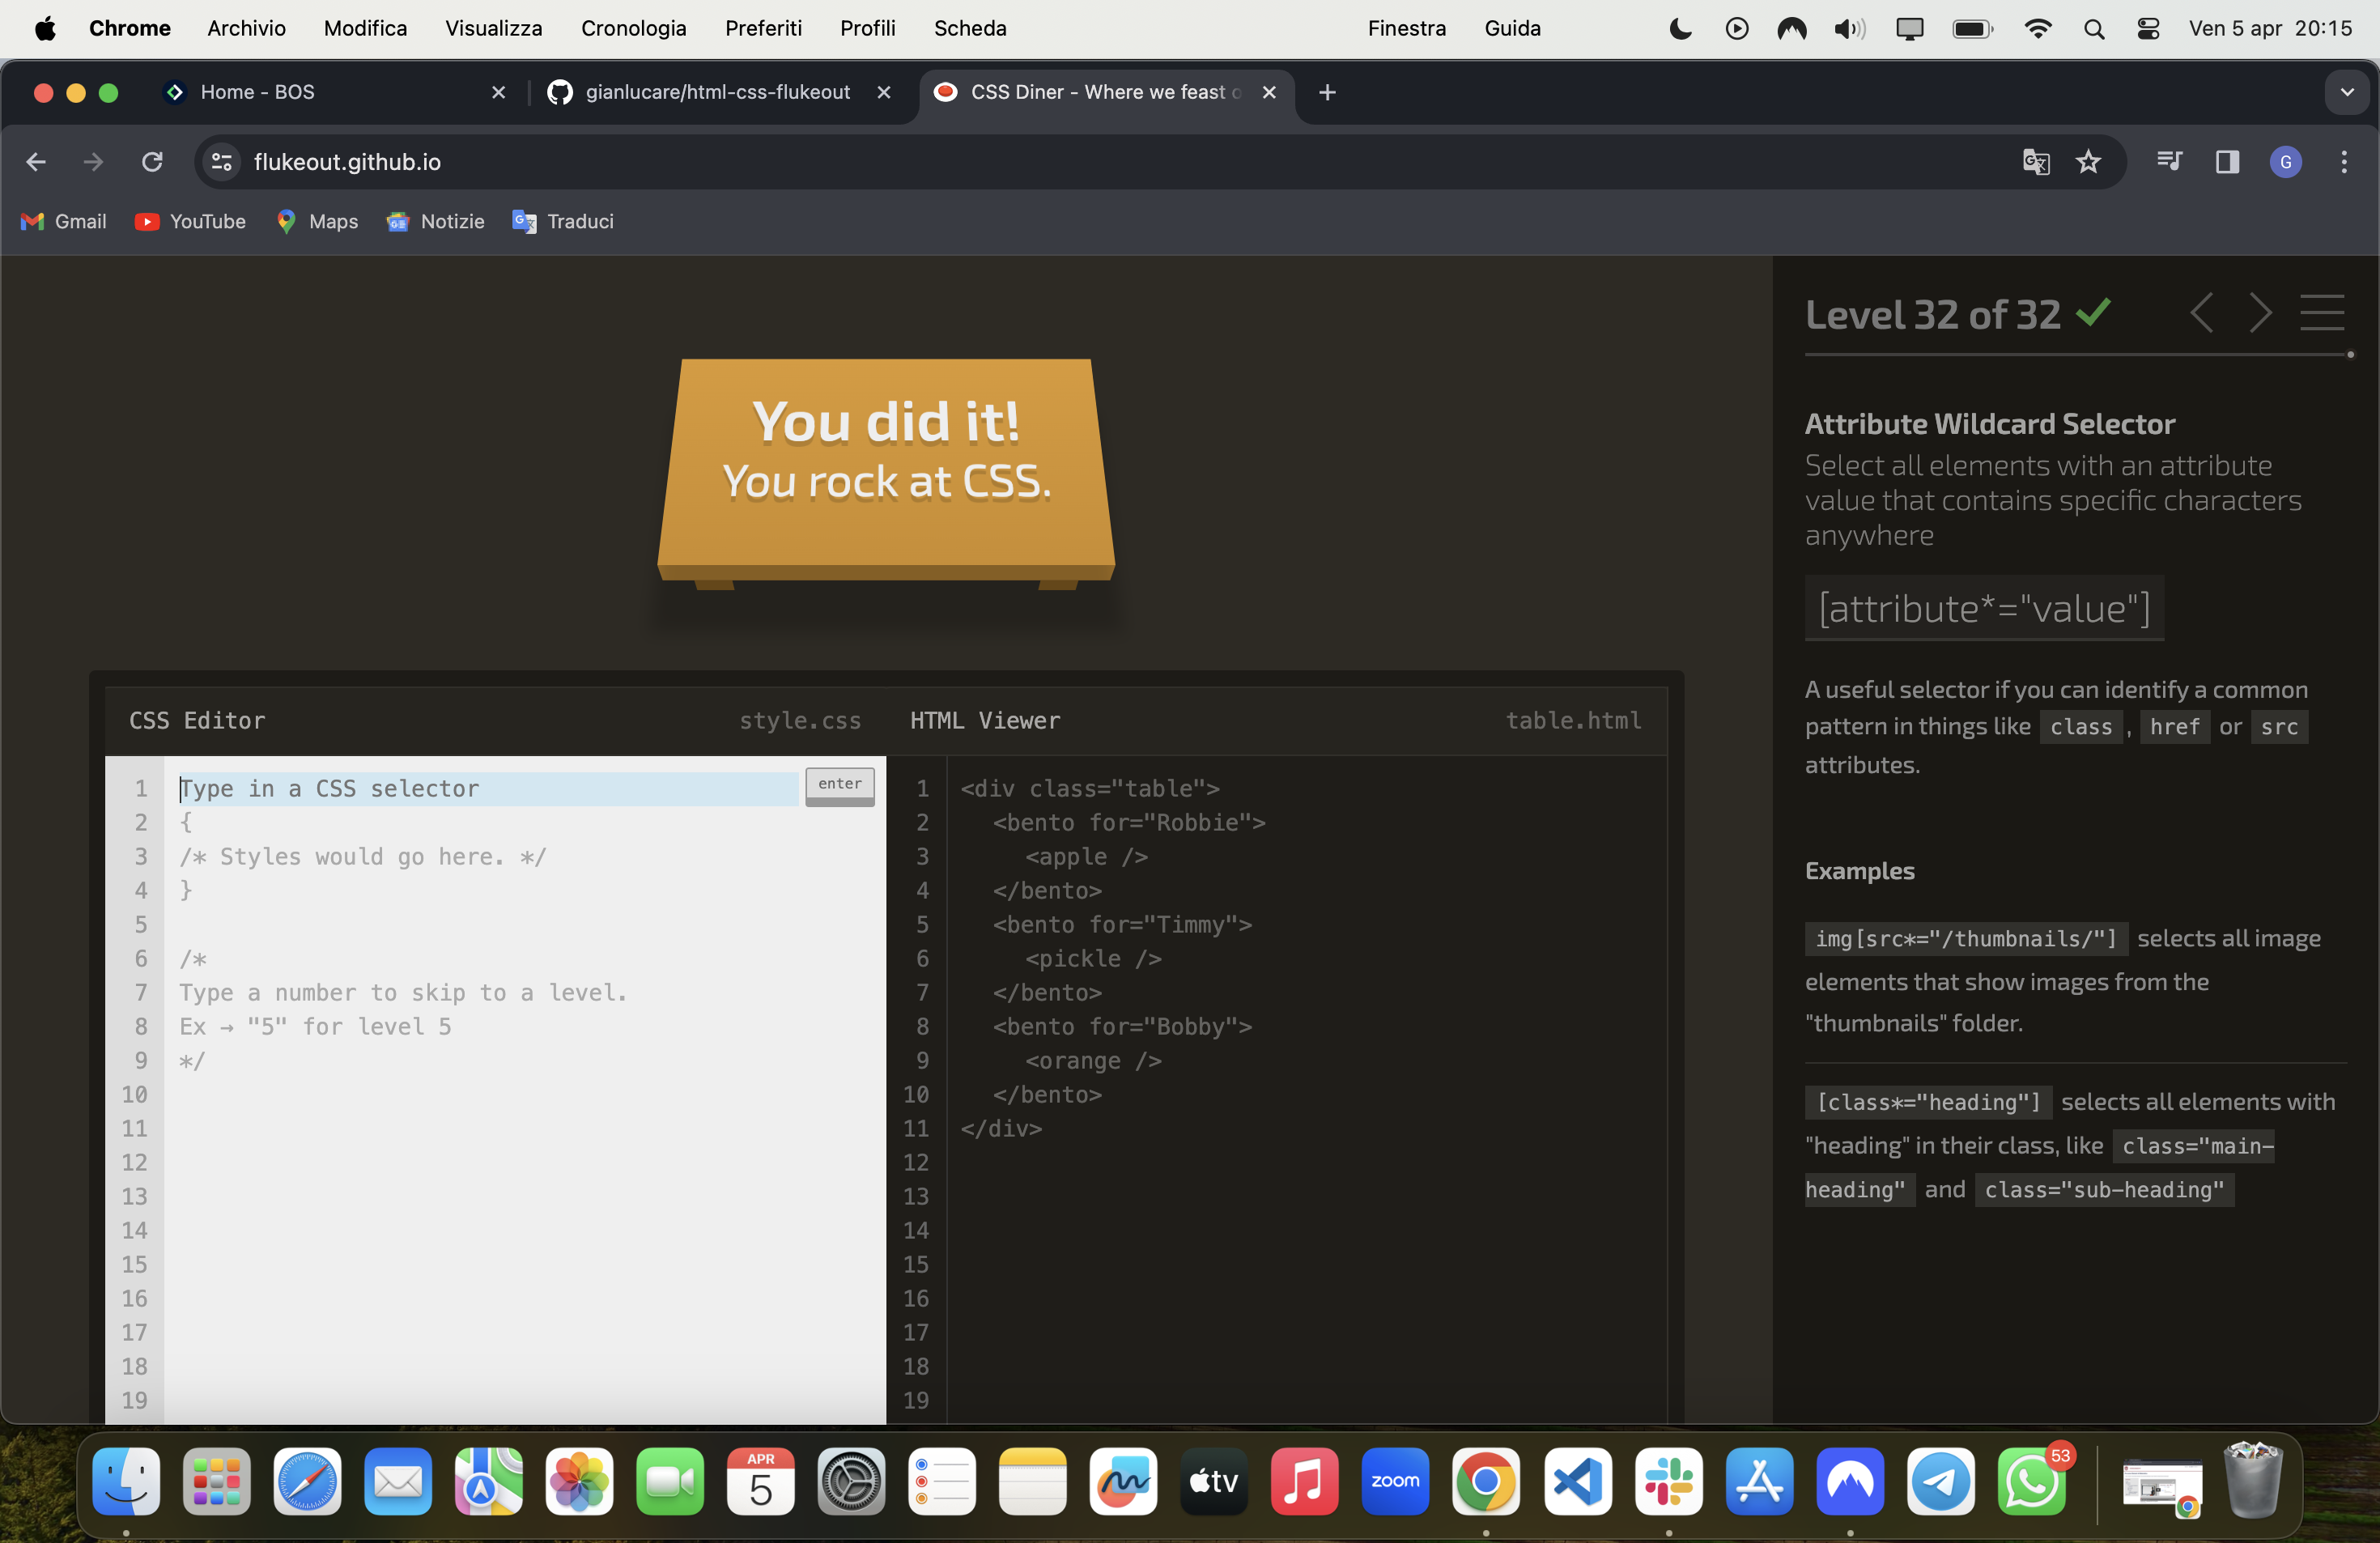 Chrome Archivio Modifica Visualizza Cronologia Preferiti Profili Scheda Finestra Guida Ven 5 apr 20:15
Home - BOS gianlucare/html-css-flukeout CSS Diner - Where we feast o
flukeout.github.io G
Gmail YouTube Maps Notizie Traduci
You did it!
You rock at CSS.
CSS Editor style.css
1 Type in a CSS selector enter
2 {
3 /* Styles would go here. */
4 }
5
6 /*
7 Type a number to skip to a level.
8 Ex → "5" for level 5
9 */
10
11
12
13
14
15
16
17
18
19
HTML Viewer table.html
1 <div class="table">
2 <bento for="Robbie">
3 <apple />
4 </bento>
5 <bento for="Timmy">
6 <pickle />
7 </bento>
8 <bento for="Bobby">
9 <orange />
10 </bento>
11 </div>
12
13
14
15
16
17
18
19
Level 32 of 32
Attribute Wildcard Selector
Select all elements with an attribute
value that contains specific characters
anywhere
[attribute*="value"]
A useful selector if you can identify a common
pattern in things like class , href or src
attributes.
Examples
img[src*="/thumbnails/"] selects all image
elements that show images from the
"thumbnails" folder.
[class*="heading"] selects all elements with
"heading" in their class, like class="main-
heading" and class="sub-heading"
APR
5
tv
zoom
53